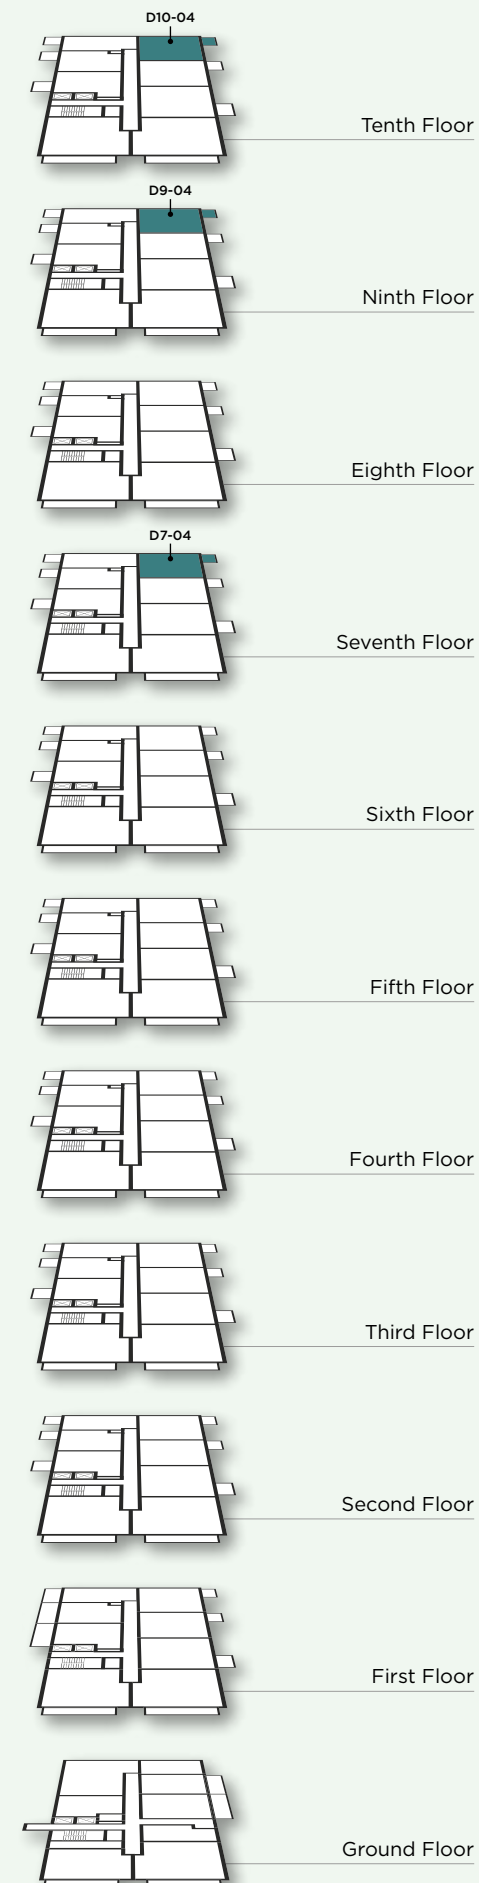 D10-04
Tenth Floor
D9-04
Ninth Floor
Eighth Floor
D7-04
Seventh Floor
Sixth Floor
Fifth Floor
Fourth Floor
Third Floor
Second Floor
First Floor
Ground Floor